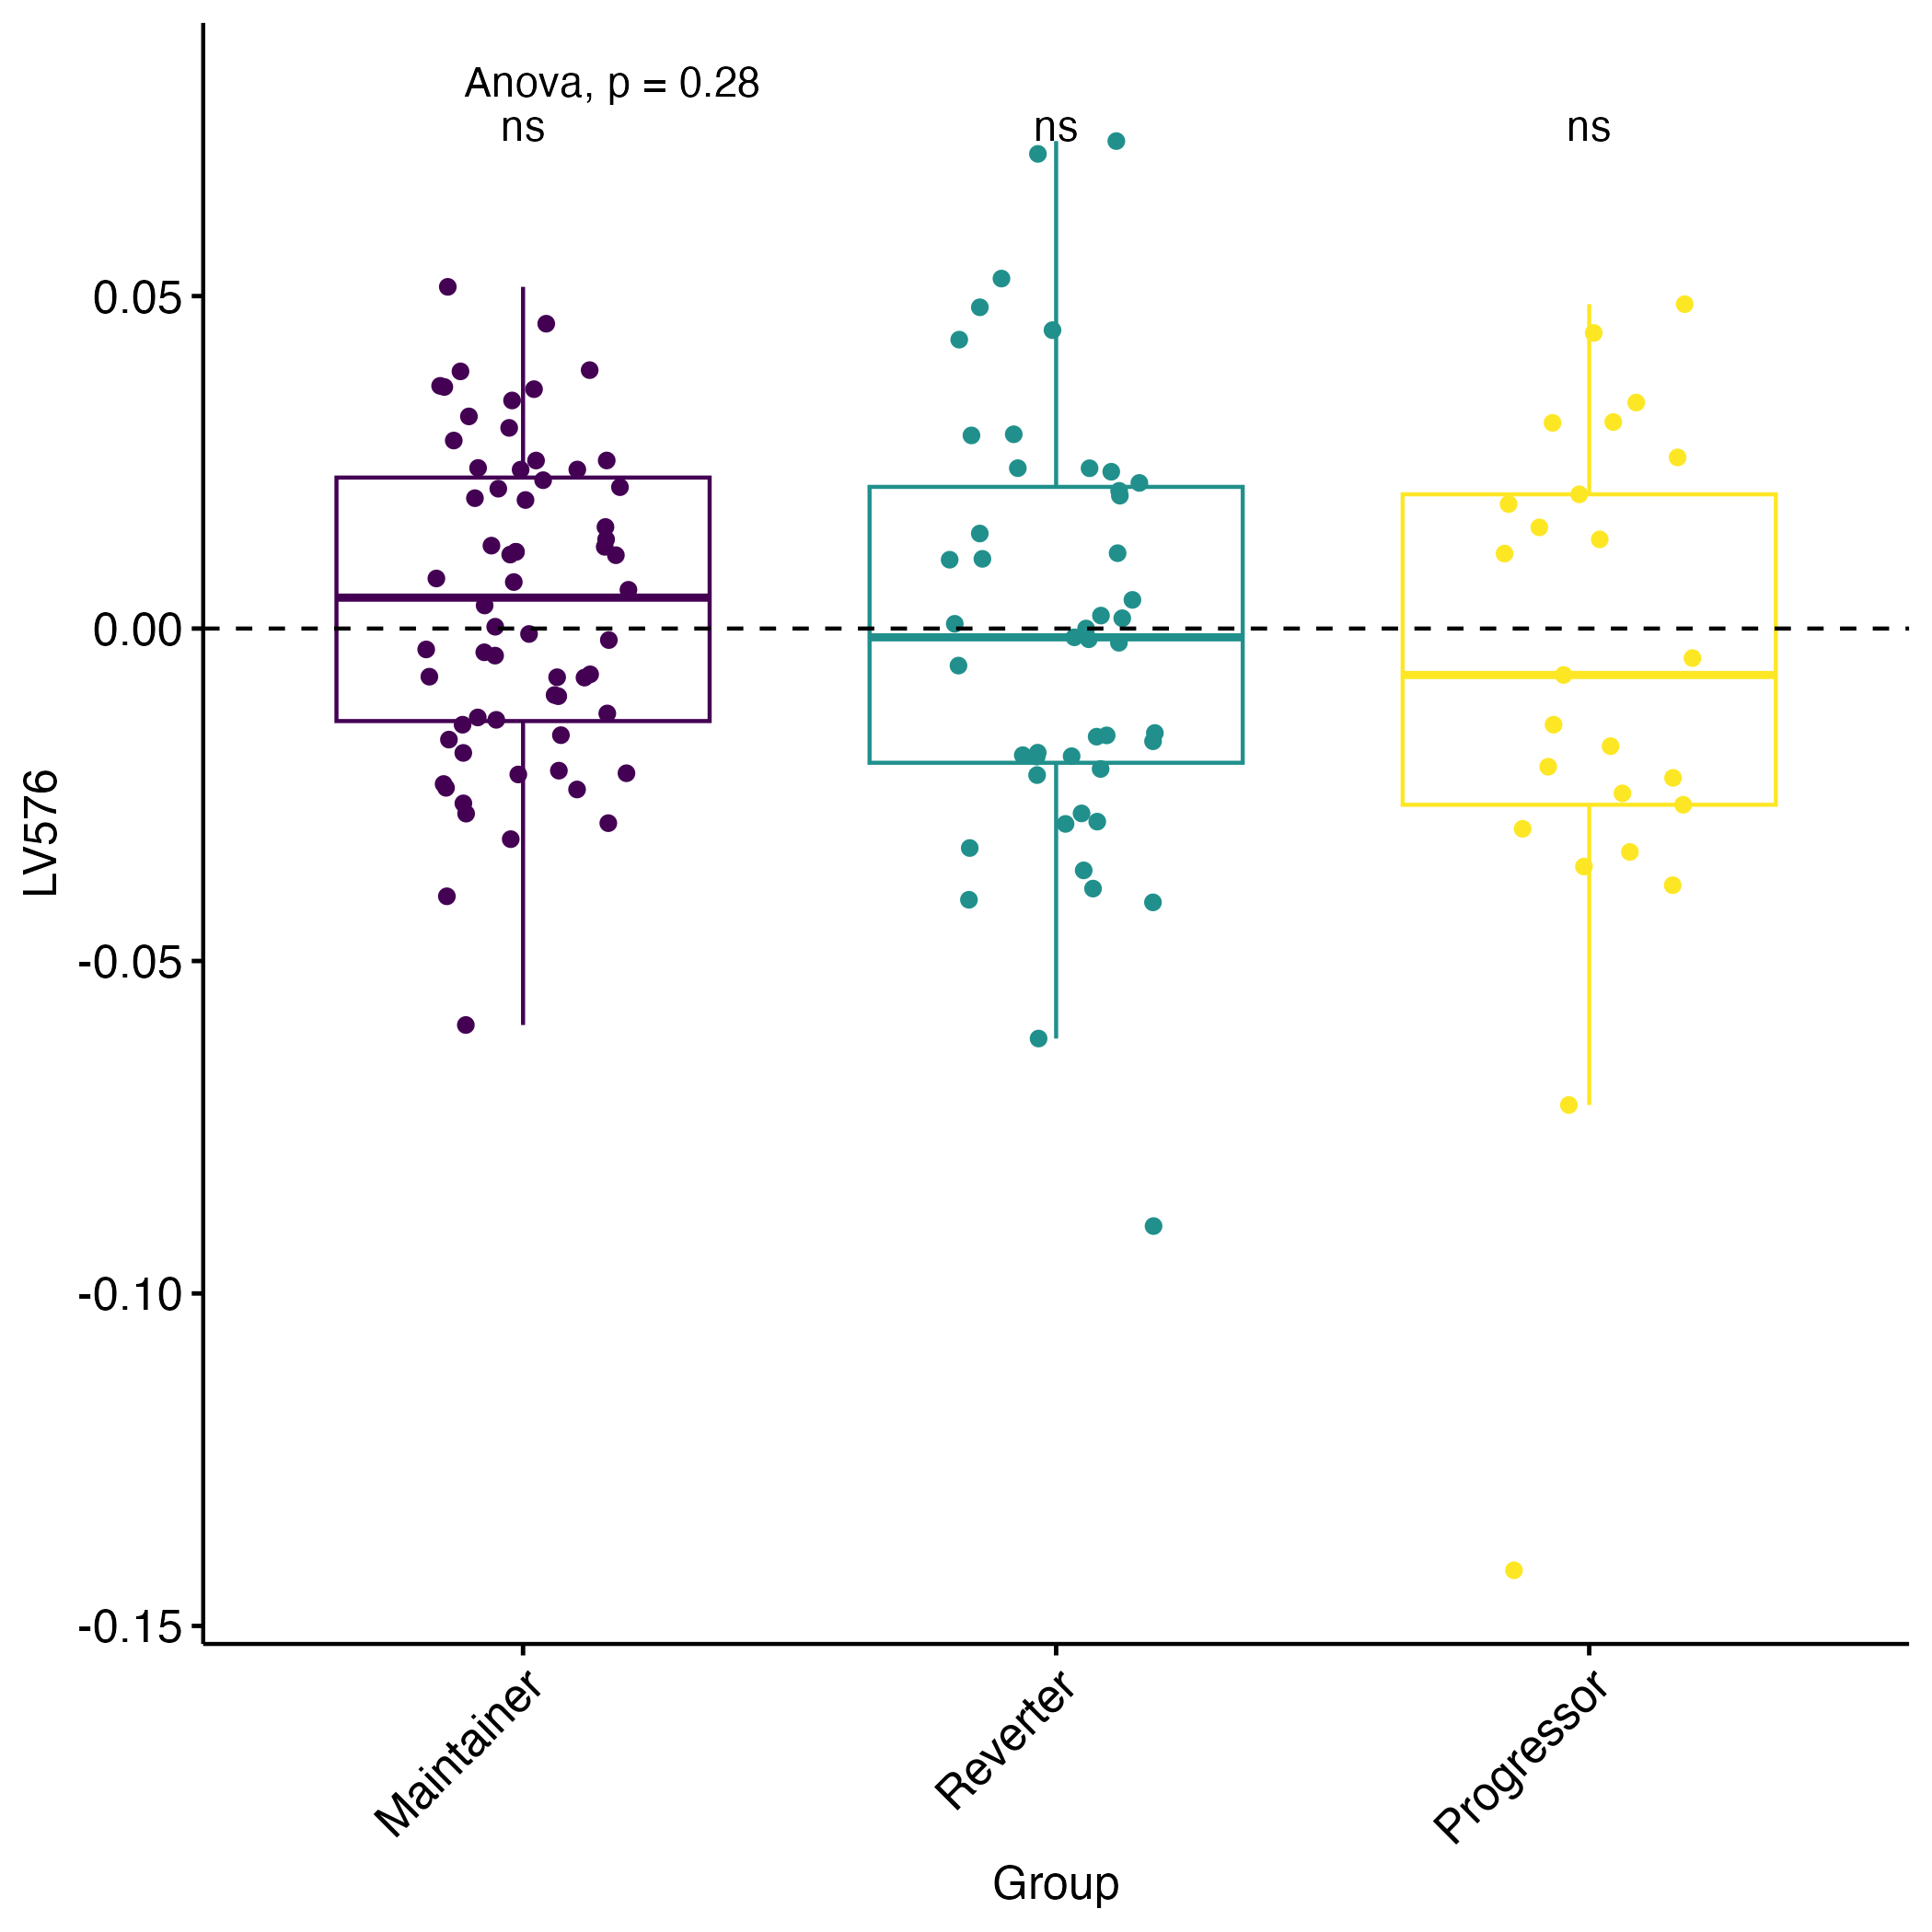 Anova, p = 0.28
ns
ns
ns
0.05
0.00
-0.05
-0.10
-0.15
LV576
Maintainer
Reverter
Progressor
Group